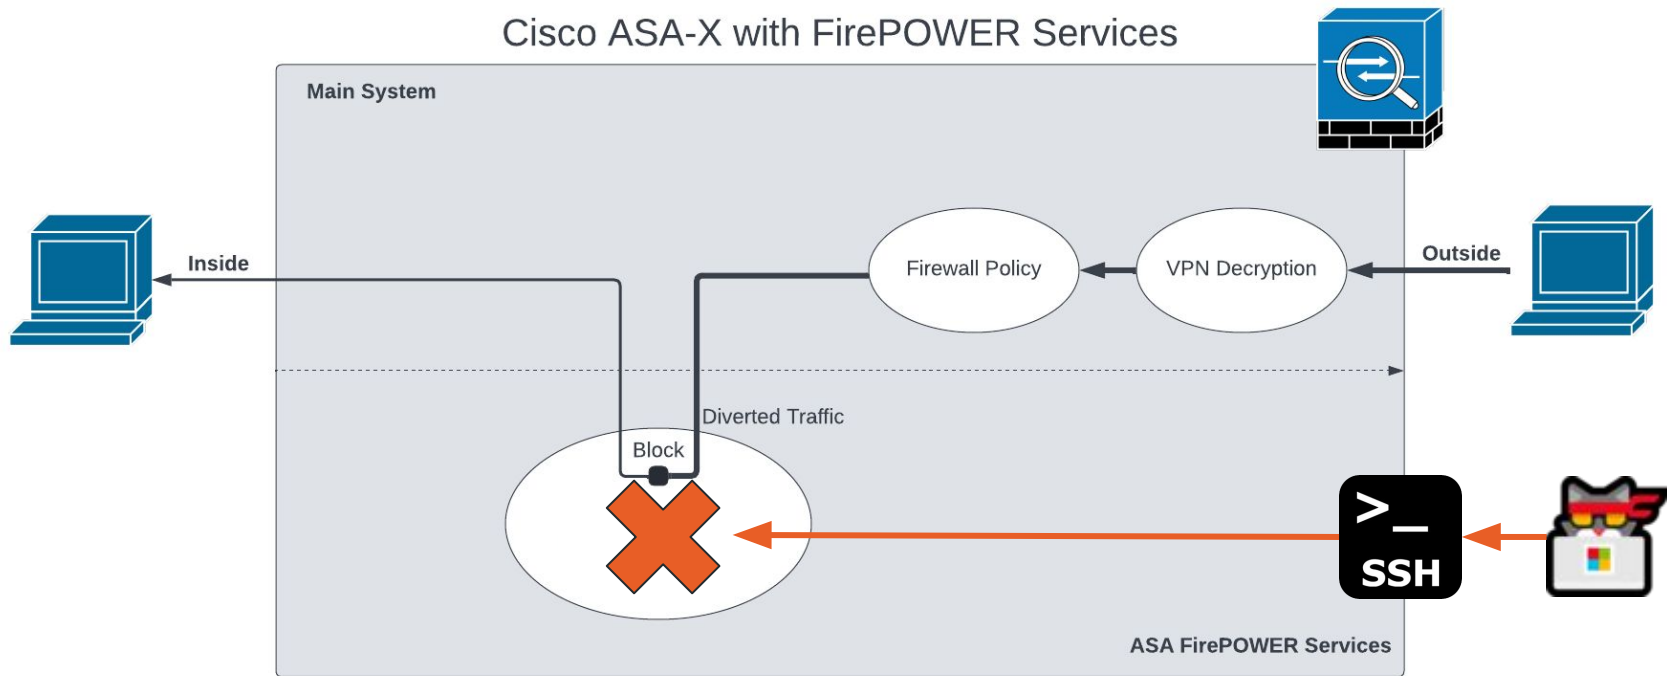 Cisco ASA-X with FirePOWER Services
Main System
Inside
Firewall Policy
VPN Decryption
Outside
Diverted Traffic
Block
>_
SSH
ASA FirePOWER Services